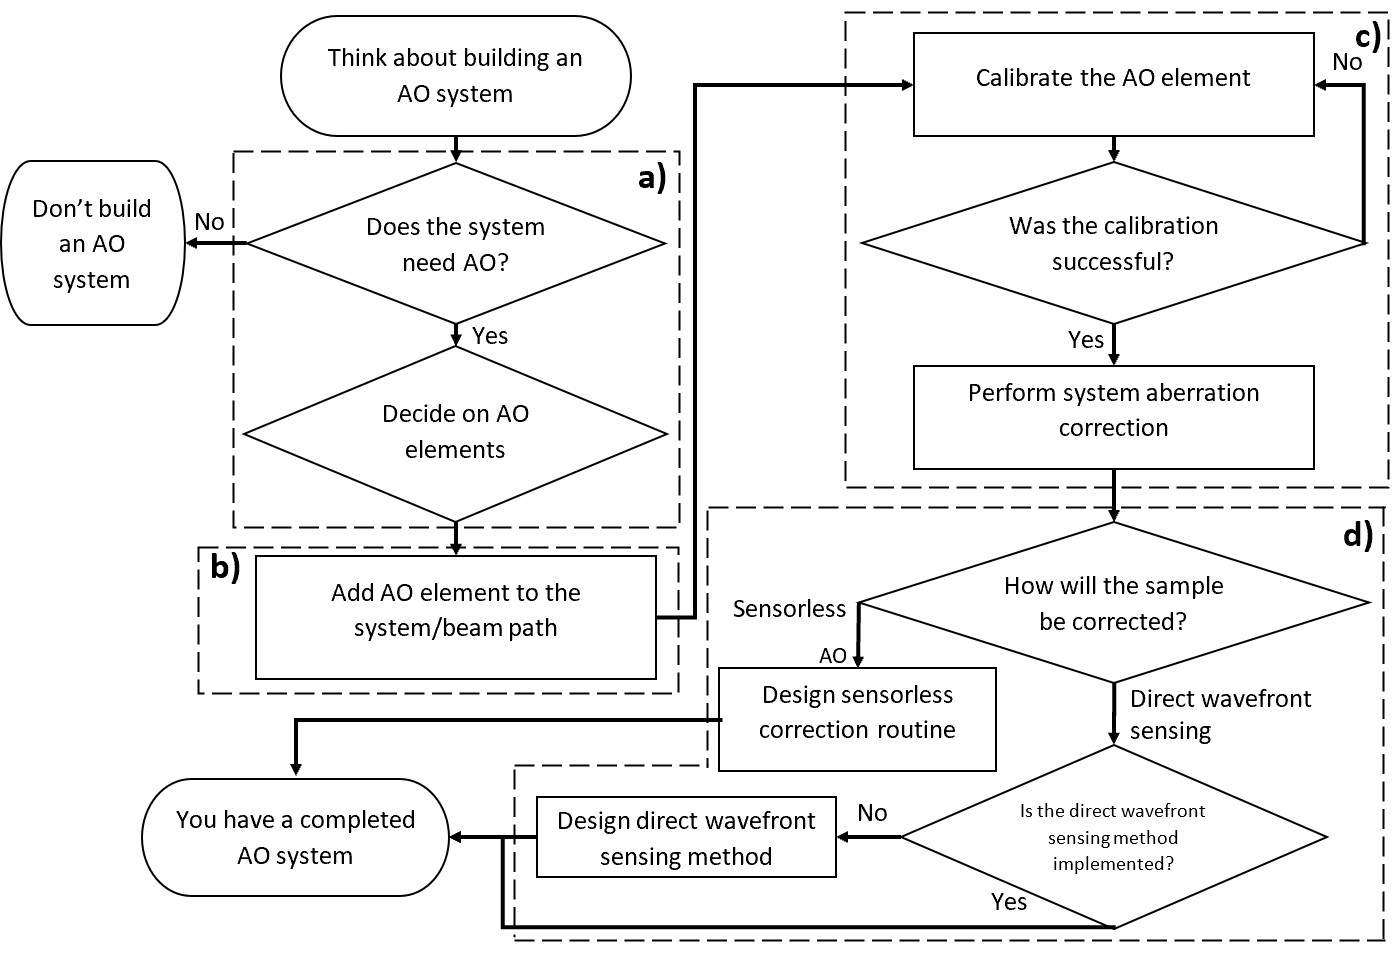 Think about building an
AO system
a)
Does the system
need AO?
No
Don’t build
an AO
system
Yes
Decide on AO
elements
b)
Add AO element to the
system/beam path
c)
Calibrate the AO element
No
Was the calibration
successful?
Yes
Perform system aberration
correction
d)
How will the sample
be corrected?
Sensorless
AO
Design sensorless
correction routine
Direct wavefront
sensing
Is the direct wavefront
sensing method
implemented?
No
Design direct wavefront
sensing method
Yes
You have a completed
AO system